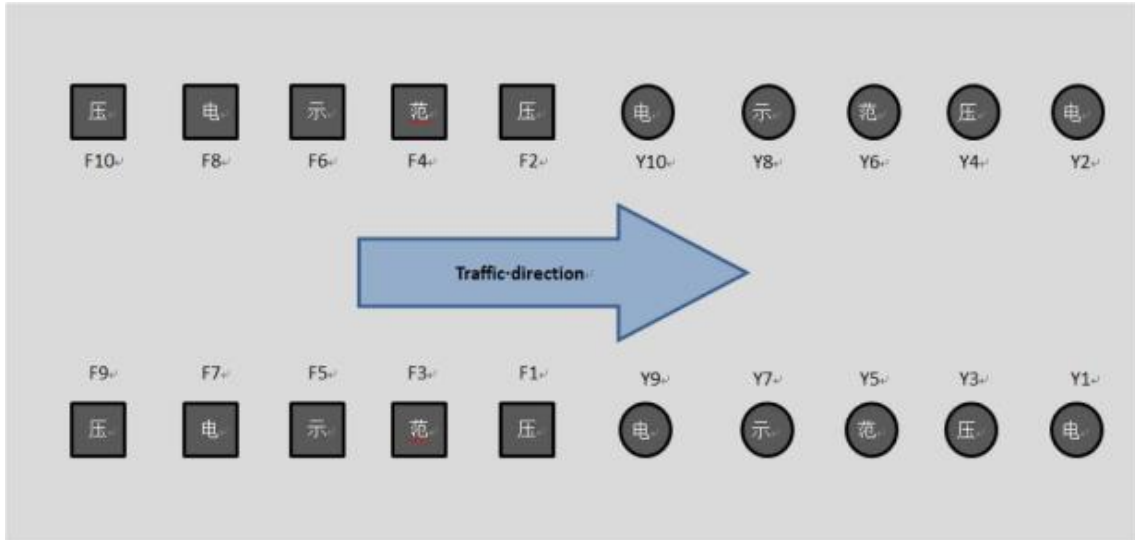 压 电 示 范 压 电 示 范 压 电
F10 F8 F6 F4 F2 Y10 Y8 Y6 Y4 Y2
Traffic·direction
F9 F7 F5 F3 F1 Y9 Y7 Y5 Y3 Y1
压 电 示 范 压 电 示 范 压 电